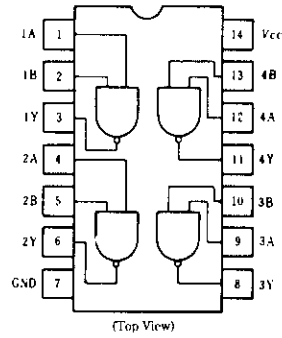 1A 1 14 Vcc
1B 2 13 4B
1Y 3 12 4A
2A 4 11 4Y
2B 5 10 3B
2Y 6 9 3A
GND 7 8 3Y
(Top View)